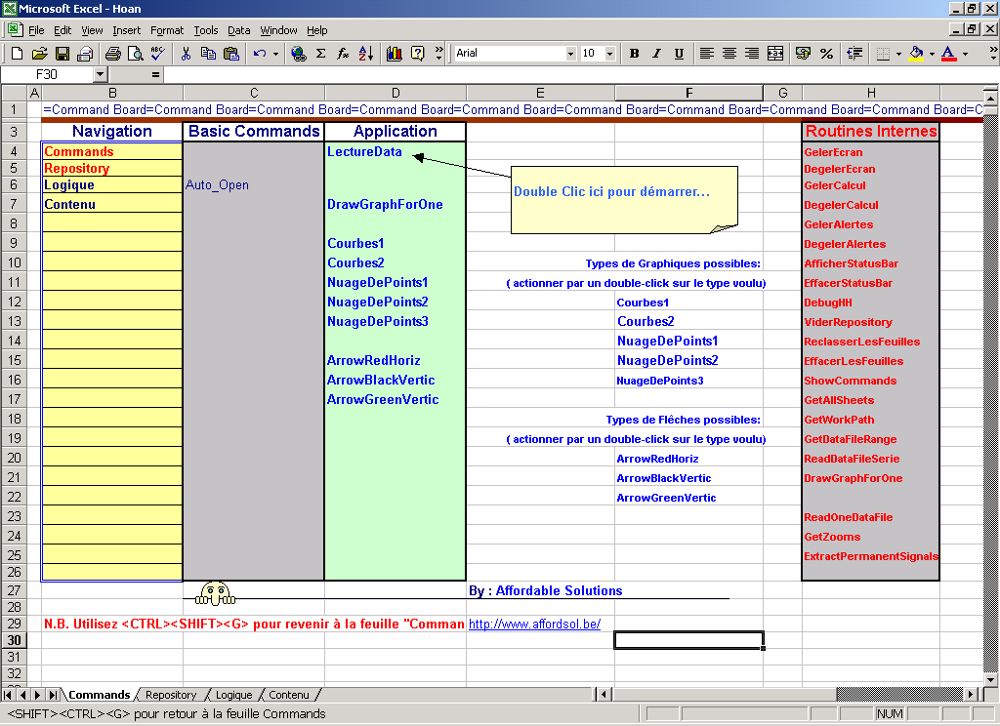 Microsoft Excel - Hoan
File Edit View Insert Format Tools Data Window Help
Arial 10 B I U
F30 =
A B C D E F G H
1 =Command Board=Command Board=Command Board=Command Board=Command Board=Command Board=Command Board=C
3 Navigation Basic Commands Application Routines Internes
4 Commands LectureData GelerEcran
5 Repository DegelerEcran
6 Logique Auto_Open GelerCalcul
Double Clic ici pour démarrer...
7 Contenu DrawGraphForOne DegelerCalcul
8 GelerAlertes
9 Courbes1 DegelerAlertes
10 Courbes2 Types de Graphiques possibles: AfficherStatusBar
11 NuageDePoints1 ( actionner par un double-click sur le type voulu) EffacerStatusBar
12 NuageDePoints2 Courbes1 DebugHH
13 NuageDePoints3 Courbes2 ViderRepository
14 NuageDePoints1 ReclasserLesFeuilles
15 ArrowRedHoriz NuageDePoints2 EffacerLesFeuilles
16 ArrowBlackVertic NuageDePoints3 ShowCommands
17 ArrowGreenVertic GetAllSheets
18 Types de Fléches possibles: GetWorkPath
19 ( actionner par un double-click sur le type voulu) GetDataFileRange
20 ArrowRedHoriz ReadDataFileSerie
21 ArrowBlackVertic DrawGraphForOne
22 ArrowGreenVertic
23 ReadOneDataFile
24 GetZooms
25 ExtractPermanentSignals
26
27 By : Affordable Solutions
28
29 N.B. Utilisez <CTRL><SHIFT><G> pour revenir à la feuille "Comman http://www.affordsol.be/
30
31
32
Commands Repository Logique Contenu
<SHIFT><CTRL><G> pour retour à la feuille Commands NUM